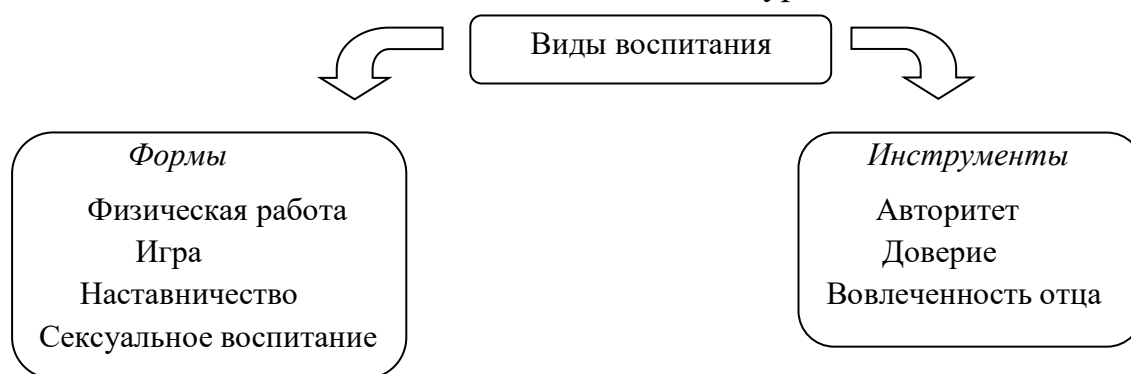 Виды воспитания
Формы
Физическая работа
Игра
Наставничество
Сексуальное воспитание
Инструменты
Авторитет
Доверие
Вовлеченность отца